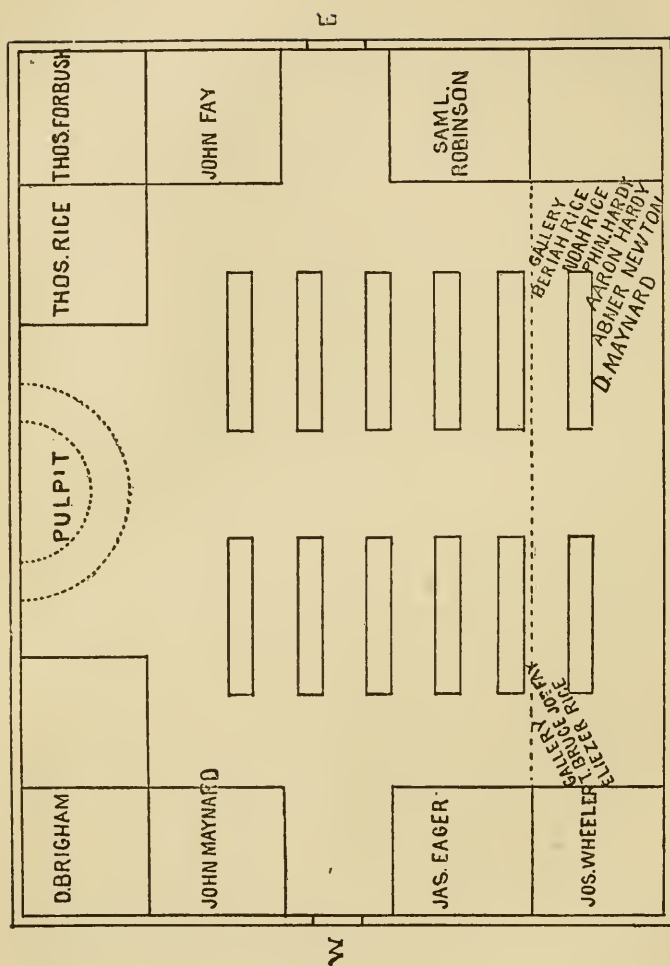 E
THOS. FORBUSH
JOHN FAY
SAML.
ROBINSON
THOS. RICE
GALLERY
BERIAH RICE
NOAH RICE
PHIN. HARDY
AARON HARDY
ABNER NEWTON
D. MAYNARD
PULPIT
GALLERY JOS FAY
T. BRUCE
ELIEZER RICE
D. BRIGHAM
JOHN MAYNARD
JAS. EAGER
JOS. WHEELER
W